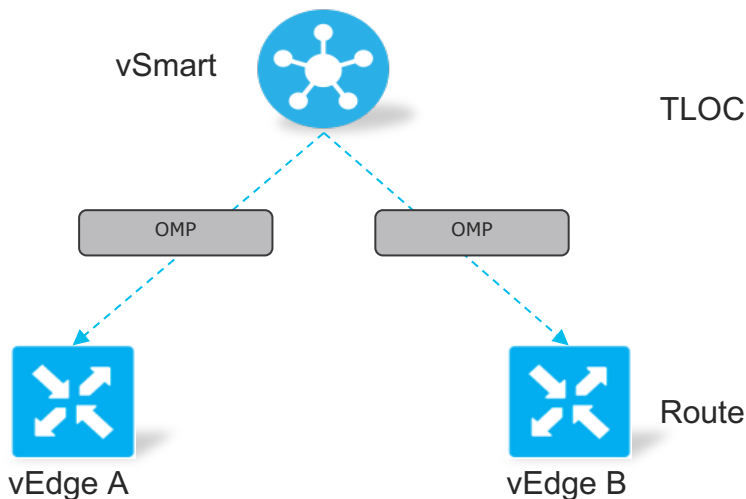 vSmart
TLOC
OMP
OMP
Route
vEdge A
vEdge B